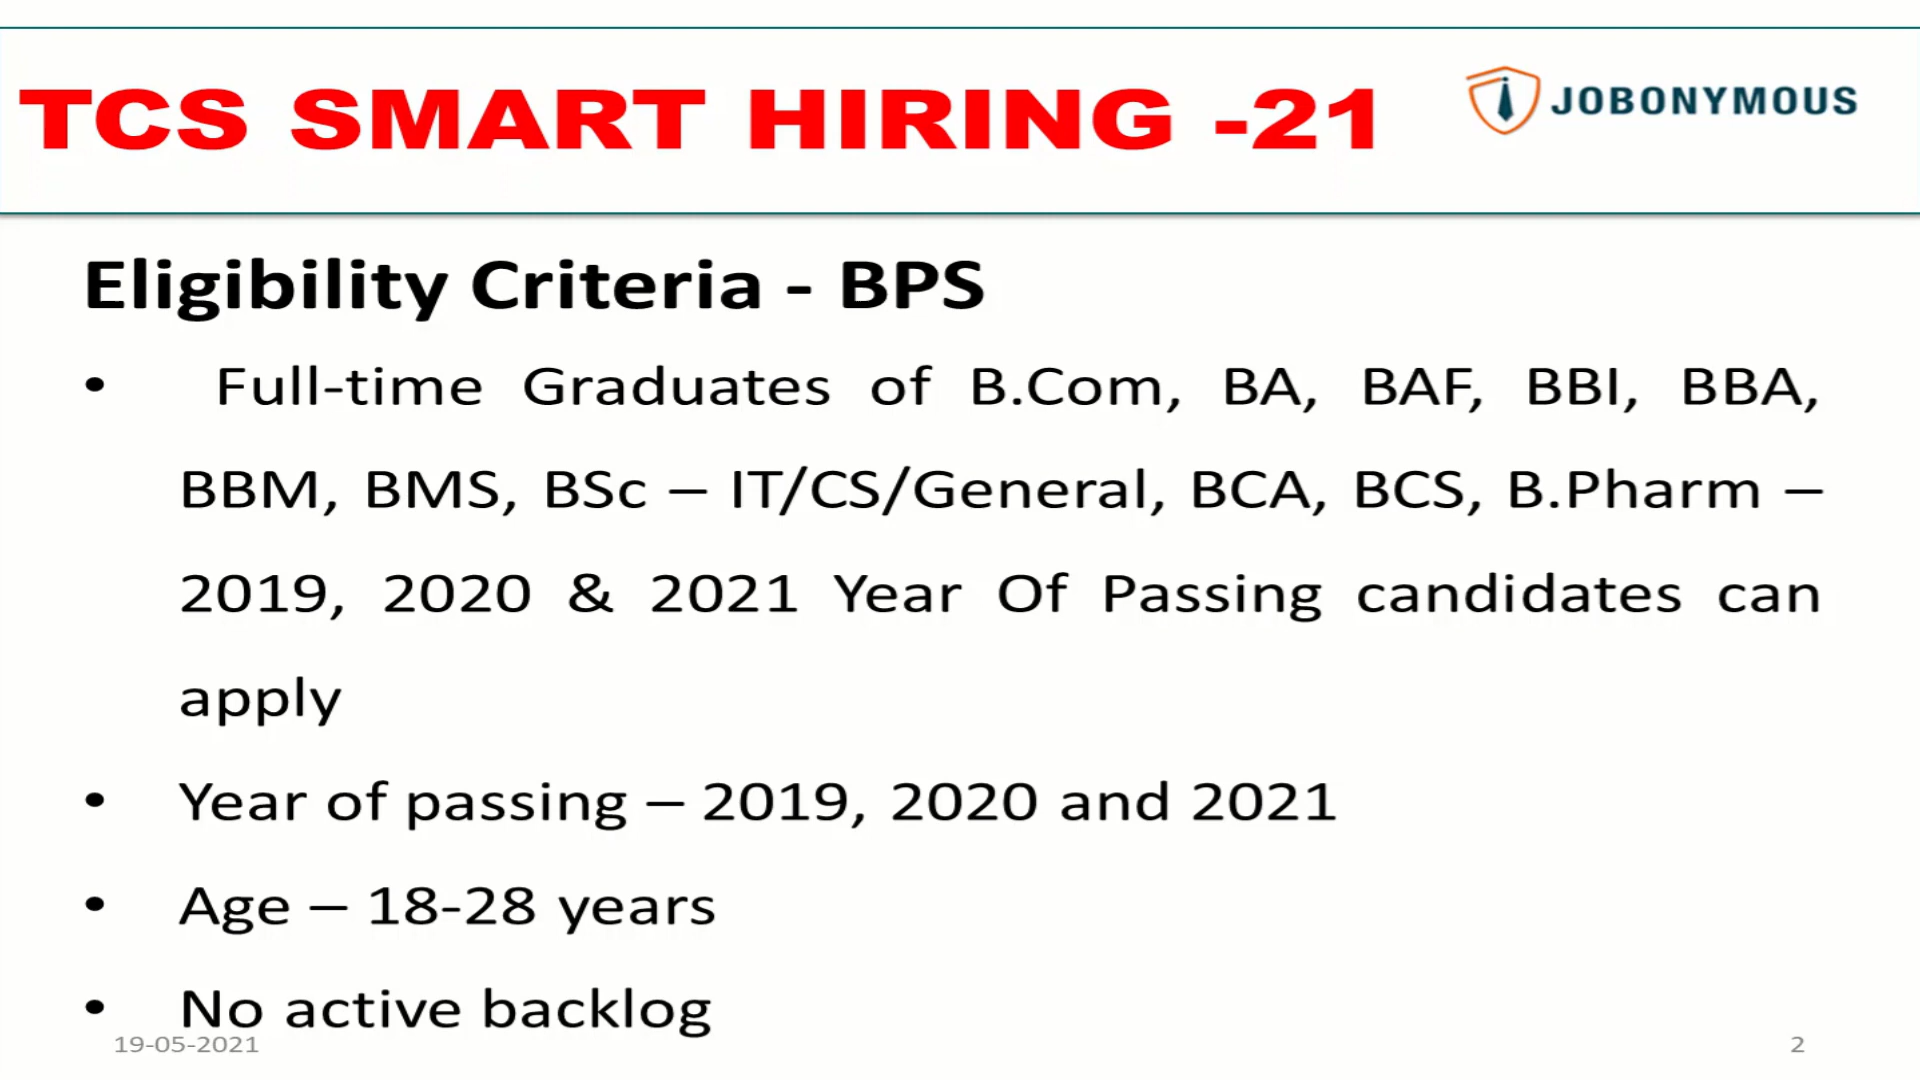 TCS SMART HIRING -21
JOBONYMOUS
Eligibility Criteria - BPS
• Full-time Graduates of B.Com, BA, BAF, BBI, BBA,
BBM, BMS, BSc – IT/CS/General, BCA, BCS, B.Pharm –
2019, 2020 & 2021 Year Of Passing candidates can
apply
• Year of passing – 2019, 2020 and 2021
• Age – 18-28 years
• No active backlog
19-05-2021
2